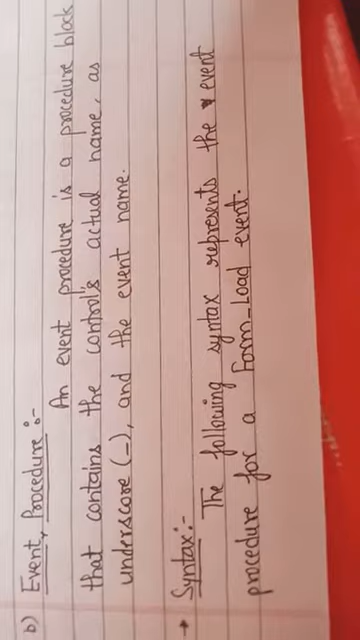 b) Event Procedure :-
An event procedure is a procedure block
that contains the control's actual name, as
underscore (_), and the event name.
→ Syntax:-
The following syntax represents the event
procedure for a Form_Load event.